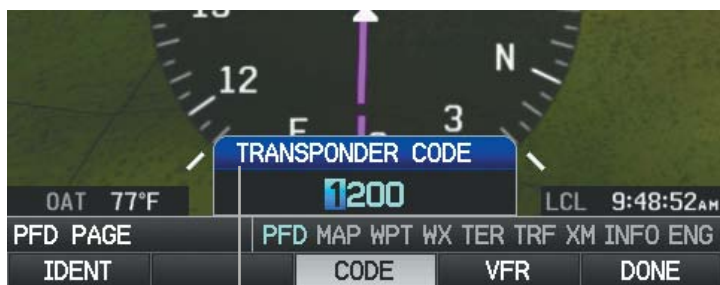 12
N
3
TRANSPONDER CODE
1200
OAT 77°F
LCL 9:48:52AM
PFD PAGE
PFD MAP WPT WX TER TRF XM INFO ENG
IDENT CODE VFR DONE